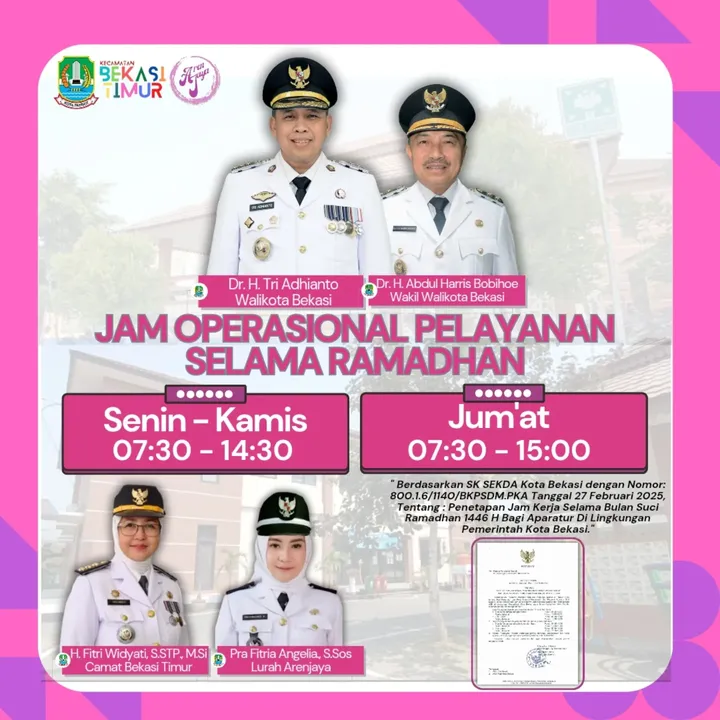 KECAMATAN
BEKASI
TIMUR
Aren
Jaya
KOTA BEKASI
Dr. H. Tri Adhianto
Walikota Bekasi
Dr. H. Abdul Harris Bobihoe
Wakil Walikota Bekasi
JAM OPERASIONAL PELAYANAN
SELAMA RAMADHAN
Senin - Kamis
07:30 - 14:30
Jum'at
07:30 - 15:00
" Berdasarkan SK SEKDA Kota Bekasi dengan Nomor:
800.1.6/1140/BKPSDM.PKA Tanggal 27 Februari 2025,
Tentang : Penetapan Jam Kerja Selama Bulan Suci
Ramadhan 1446 H Bagi Aparatur Di Lingkungan
Pemerintah Kota Bekasi."
H. Fitri Widyati, S.STP., M.Si
Camat Bekasi Timur
Pra Fitria Angelia., S.Sos
Lurah Arenjaya